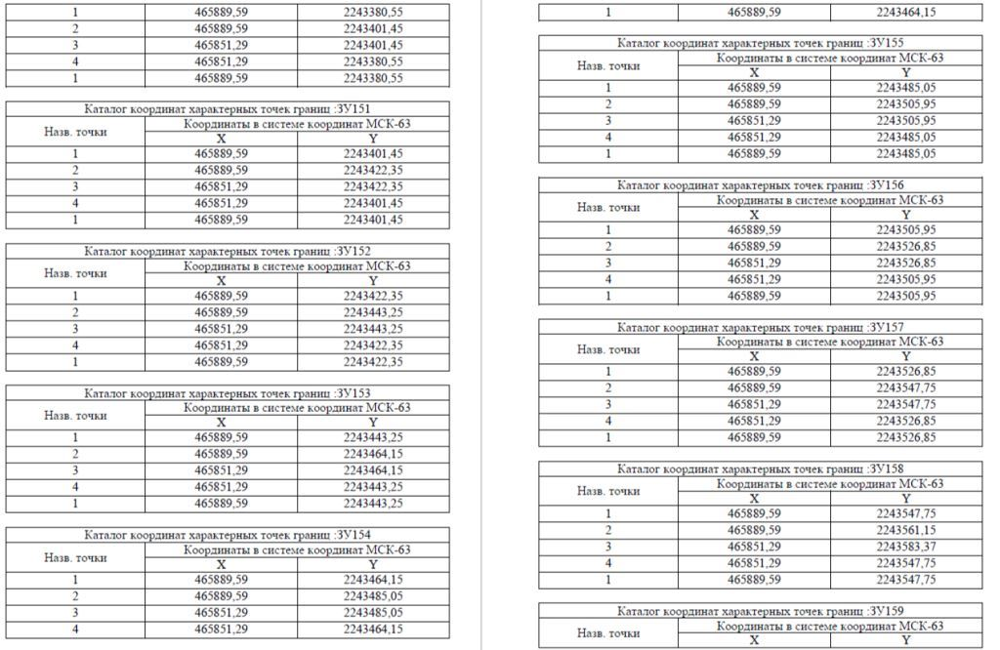 1 465889,59 2243380,55
2 465889,59 2243401,45
3 465851,29 2243401,45
4 465851,29 2243380,55
1 465889,59 2243380,55
Каталог координат характерных точек границ :ЗУ151
Назв. точки
Координаты в системе координат МСК-63
X Y
1 465889,59 2243401,45
2 465889,59 2243422,35
3 465851,29 2243422,35
4 465851,29 2243401,45
1 465889,59 2243401,45
Каталог координат характерных точек границ :ЗУ152
Назв. точки
Координаты в системе координат МСК-63
X Y
1 465889,59 2243422,35
2 465889,59 2243443,25
3 465851,29 2243443,25
4 465851,29 2243422,35
1 465889,59 2243422,35
Каталог координат характерных точек границ :ЗУ153
Назв. точки
Координаты в системе координат МСК-63
X Y
1 465889,59 2243443,25
2 465889,59 2243464,15
3 465851,29 2243464,15
4 465851,29 2243443,25
1 465889,59 2243443,25
Каталог координат характерных точек границ :ЗУ154
Назв. точки
Координаты в системе координат МСК-63
X Y
1 465889,59 2243464,15
2 465889,59 2243485,05
3 465851,29 2243485,05
4 465851,29 2243464,15
1 465889,59 2243464,15
Каталог координат характерных точек границ :ЗУ155
Назв. точки
Координаты в системе координат МСК-63
X Y
1 465889,59 2243485,05
2 465889,59 2243505,95
3 465851,29 2243505,95
4 465851,29 2243485,05
1 465889,59 2243485,05
Каталог координат характерных точек границ :ЗУ156
Назв. точки
Координаты в системе координат МСК-63
X Y
1 465889,59 2243505,95
2 465889,59 2243526,85
3 465851,29 2243526,85
4 465851,29 2243505,95
1 465889,59 2243505,95
Каталог координат характерных точек границ :ЗУ157
Назв. точки
Координаты в системе координат МСК-63
X Y
1 465889,59 2243526,85
2 465889,59 2243547,75
3 465851,29 2243547,75
4 465851,29 2243526,85
1 465889,59 2243526,85
Каталог координат характерных точек границ :ЗУ158
Назв. точки
Координаты в системе координат МСК-63
X Y
1 465889,59 2243547,75
2 465889,59 2243561,15
3 465851,29 2243583,37
4 465851,29 2243547,75
1 465889,59 2243547,75
Каталог координат характерных точек границ :ЗУ159
Назв. точки
Координаты в системе координат МСК-63
X Y